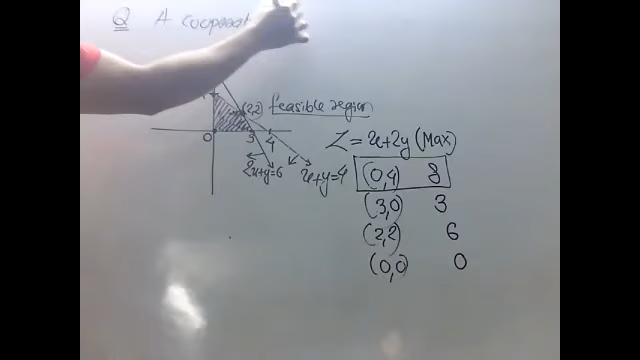 Q A
(2,2) feasible region
0 3 4
2x+y=6 x+y=4
Z = x+2y (Max)
(0,4) 8
(3,0) 3
(2,2) 6
(0,0) 0